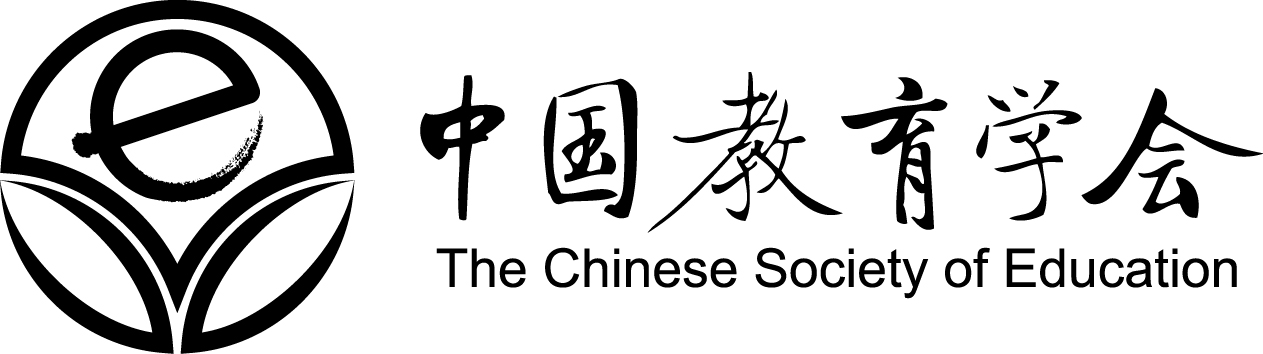 e
中国教育学会
The Chinese Society of Education